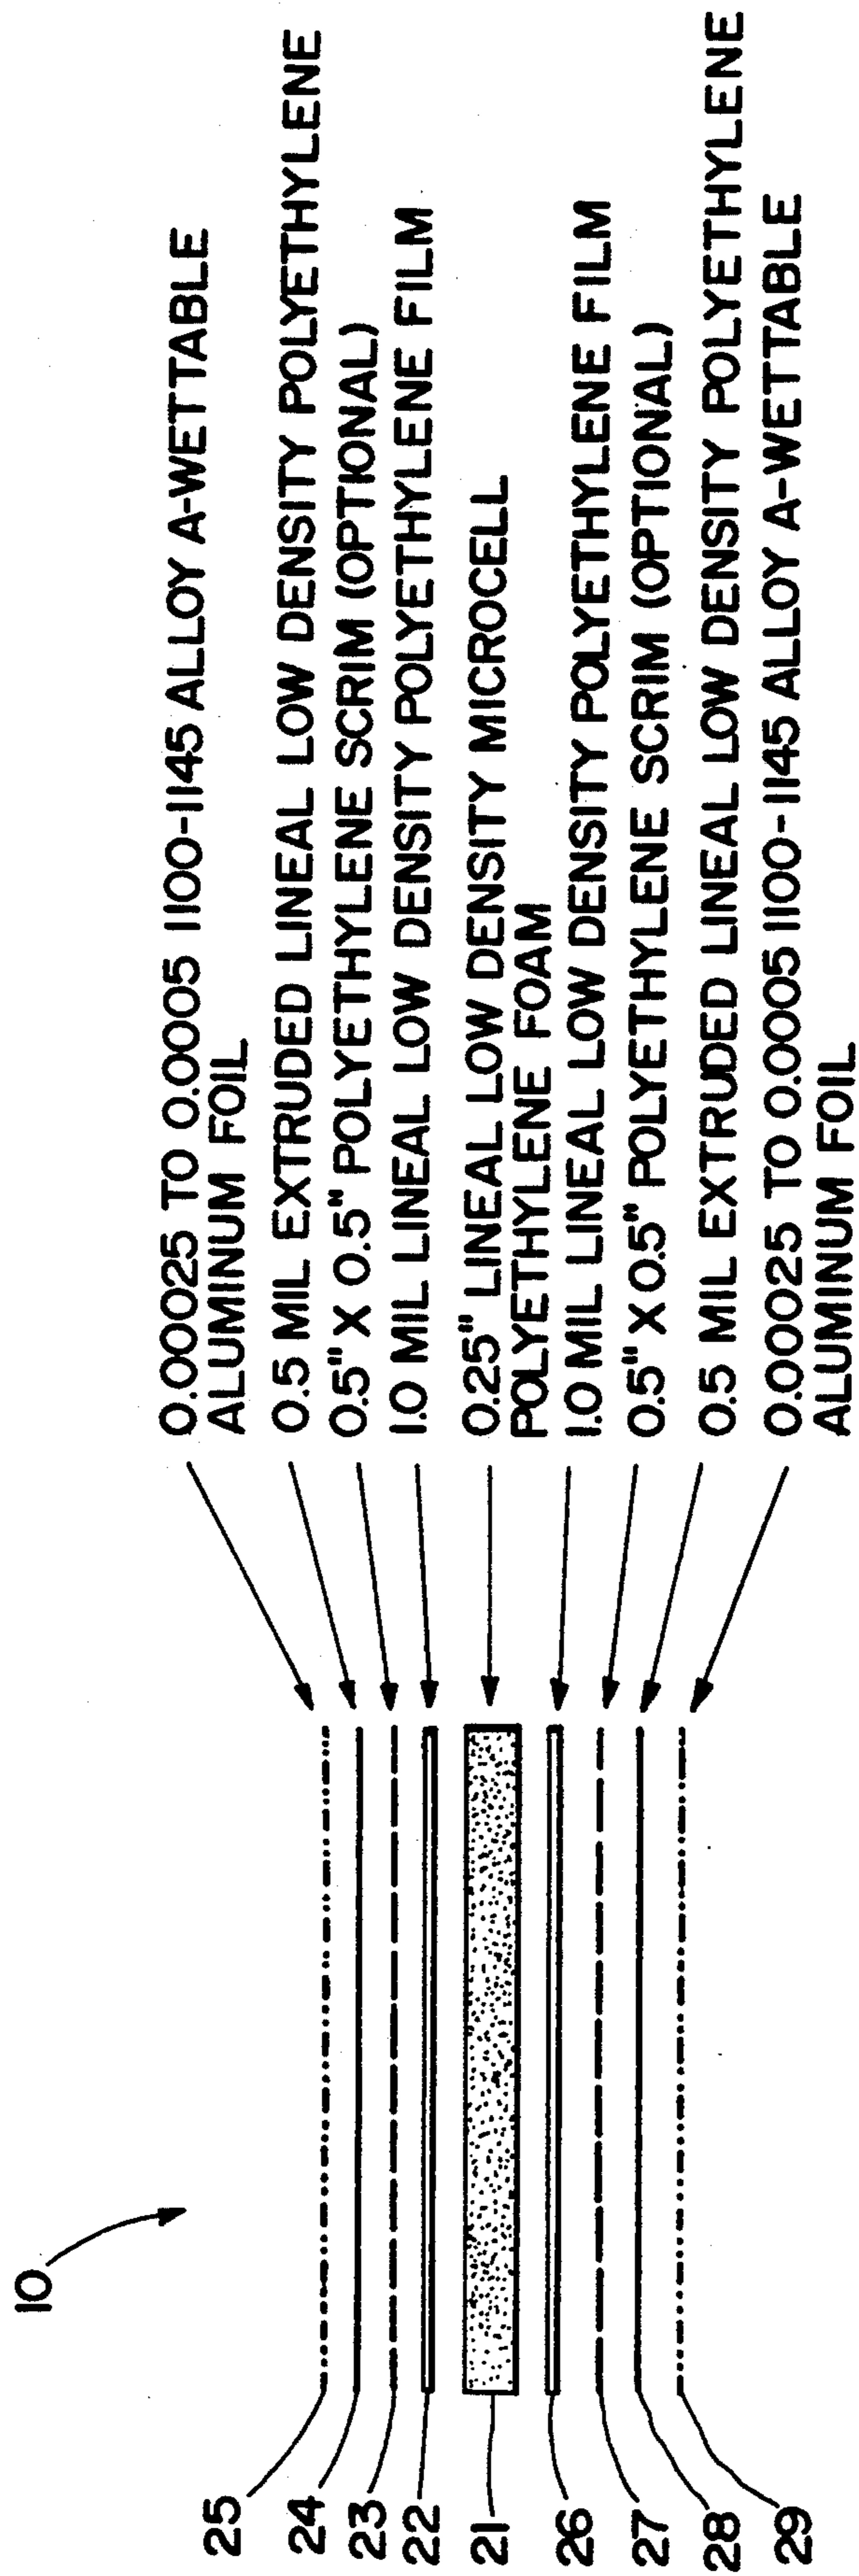 10
25
24
23
22
21
26
27
28
29
0.00025 TO 0.0005 1100-1145 ALLOY A-WETTABLE
ALUMINUM FOIL
0.5 MIL EXTRUDED LINEAL LOW DENSITY POLYETHYLENE
0.5" X 0.5" POLYETHYLENE SCRIM (OPTIONAL)
1.0 MIL LINEAL LOW DENSITY POLYETHYLENE FILM
0.25" LINEAL LOW DENSITY MICROCELL
POLYETHYLENE FOAM
1.0 MIL LINEAL LOW DENSITY POLYETHYLENE FILM
0.5" X 0.5" POLYETHYLENE SCRIM (OPTIONAL)
0.5 MIL EXTRUDED LINEAL LOW DENSITY POLYETHYLENE
0.00025 TO 0.0005 1100-1145 ALLOY A-WETTABLE
ALUMINUM FOIL